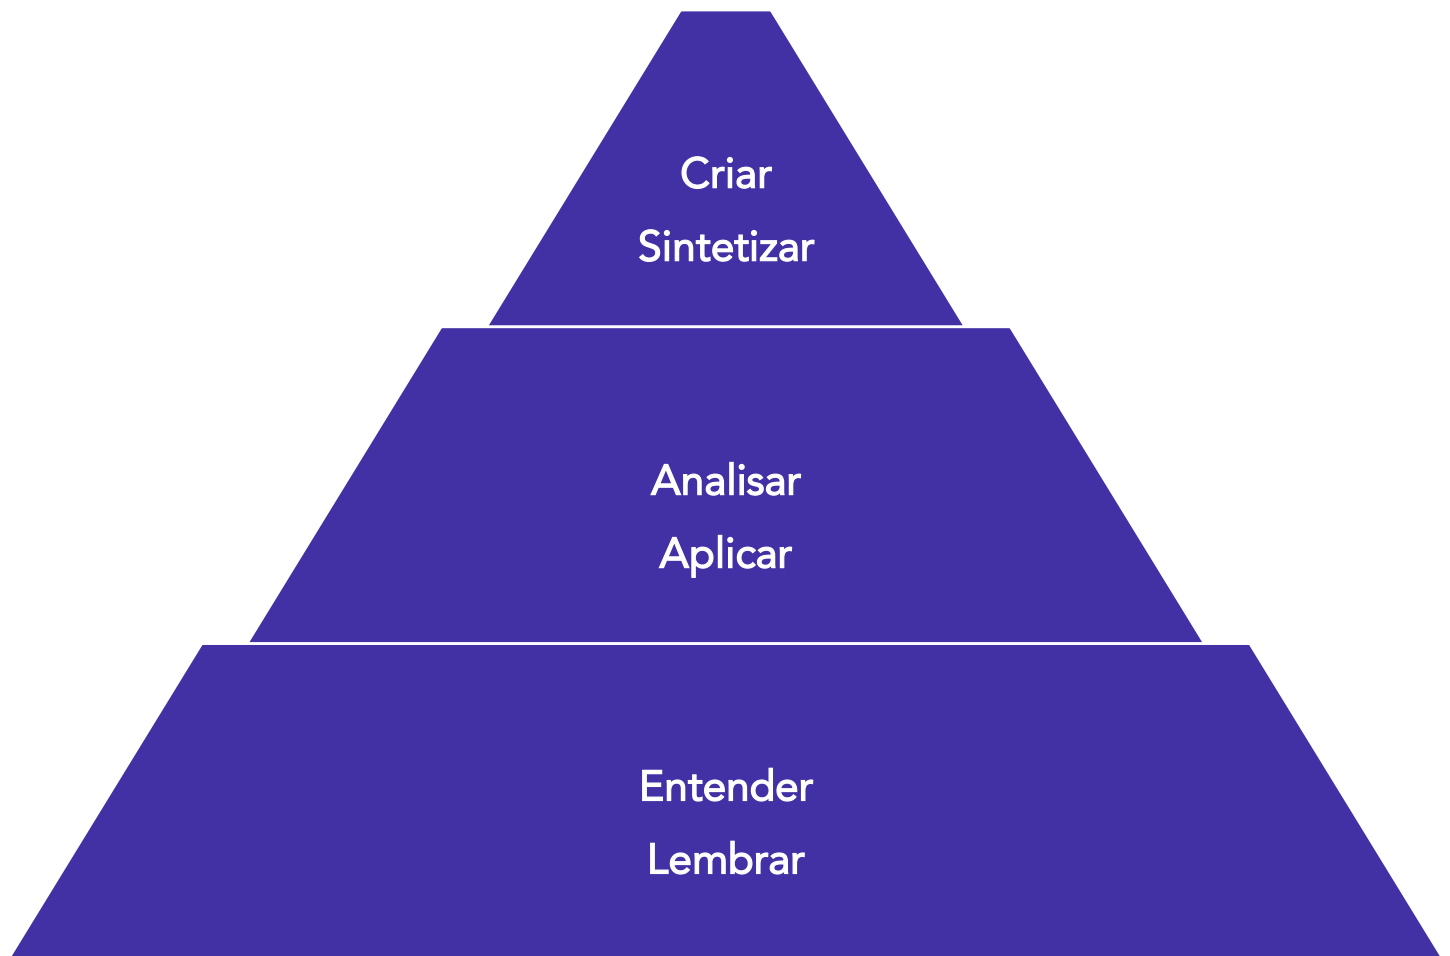 Criar
Sintetizar
Analisar
Aplicar
Entender
Lembrar